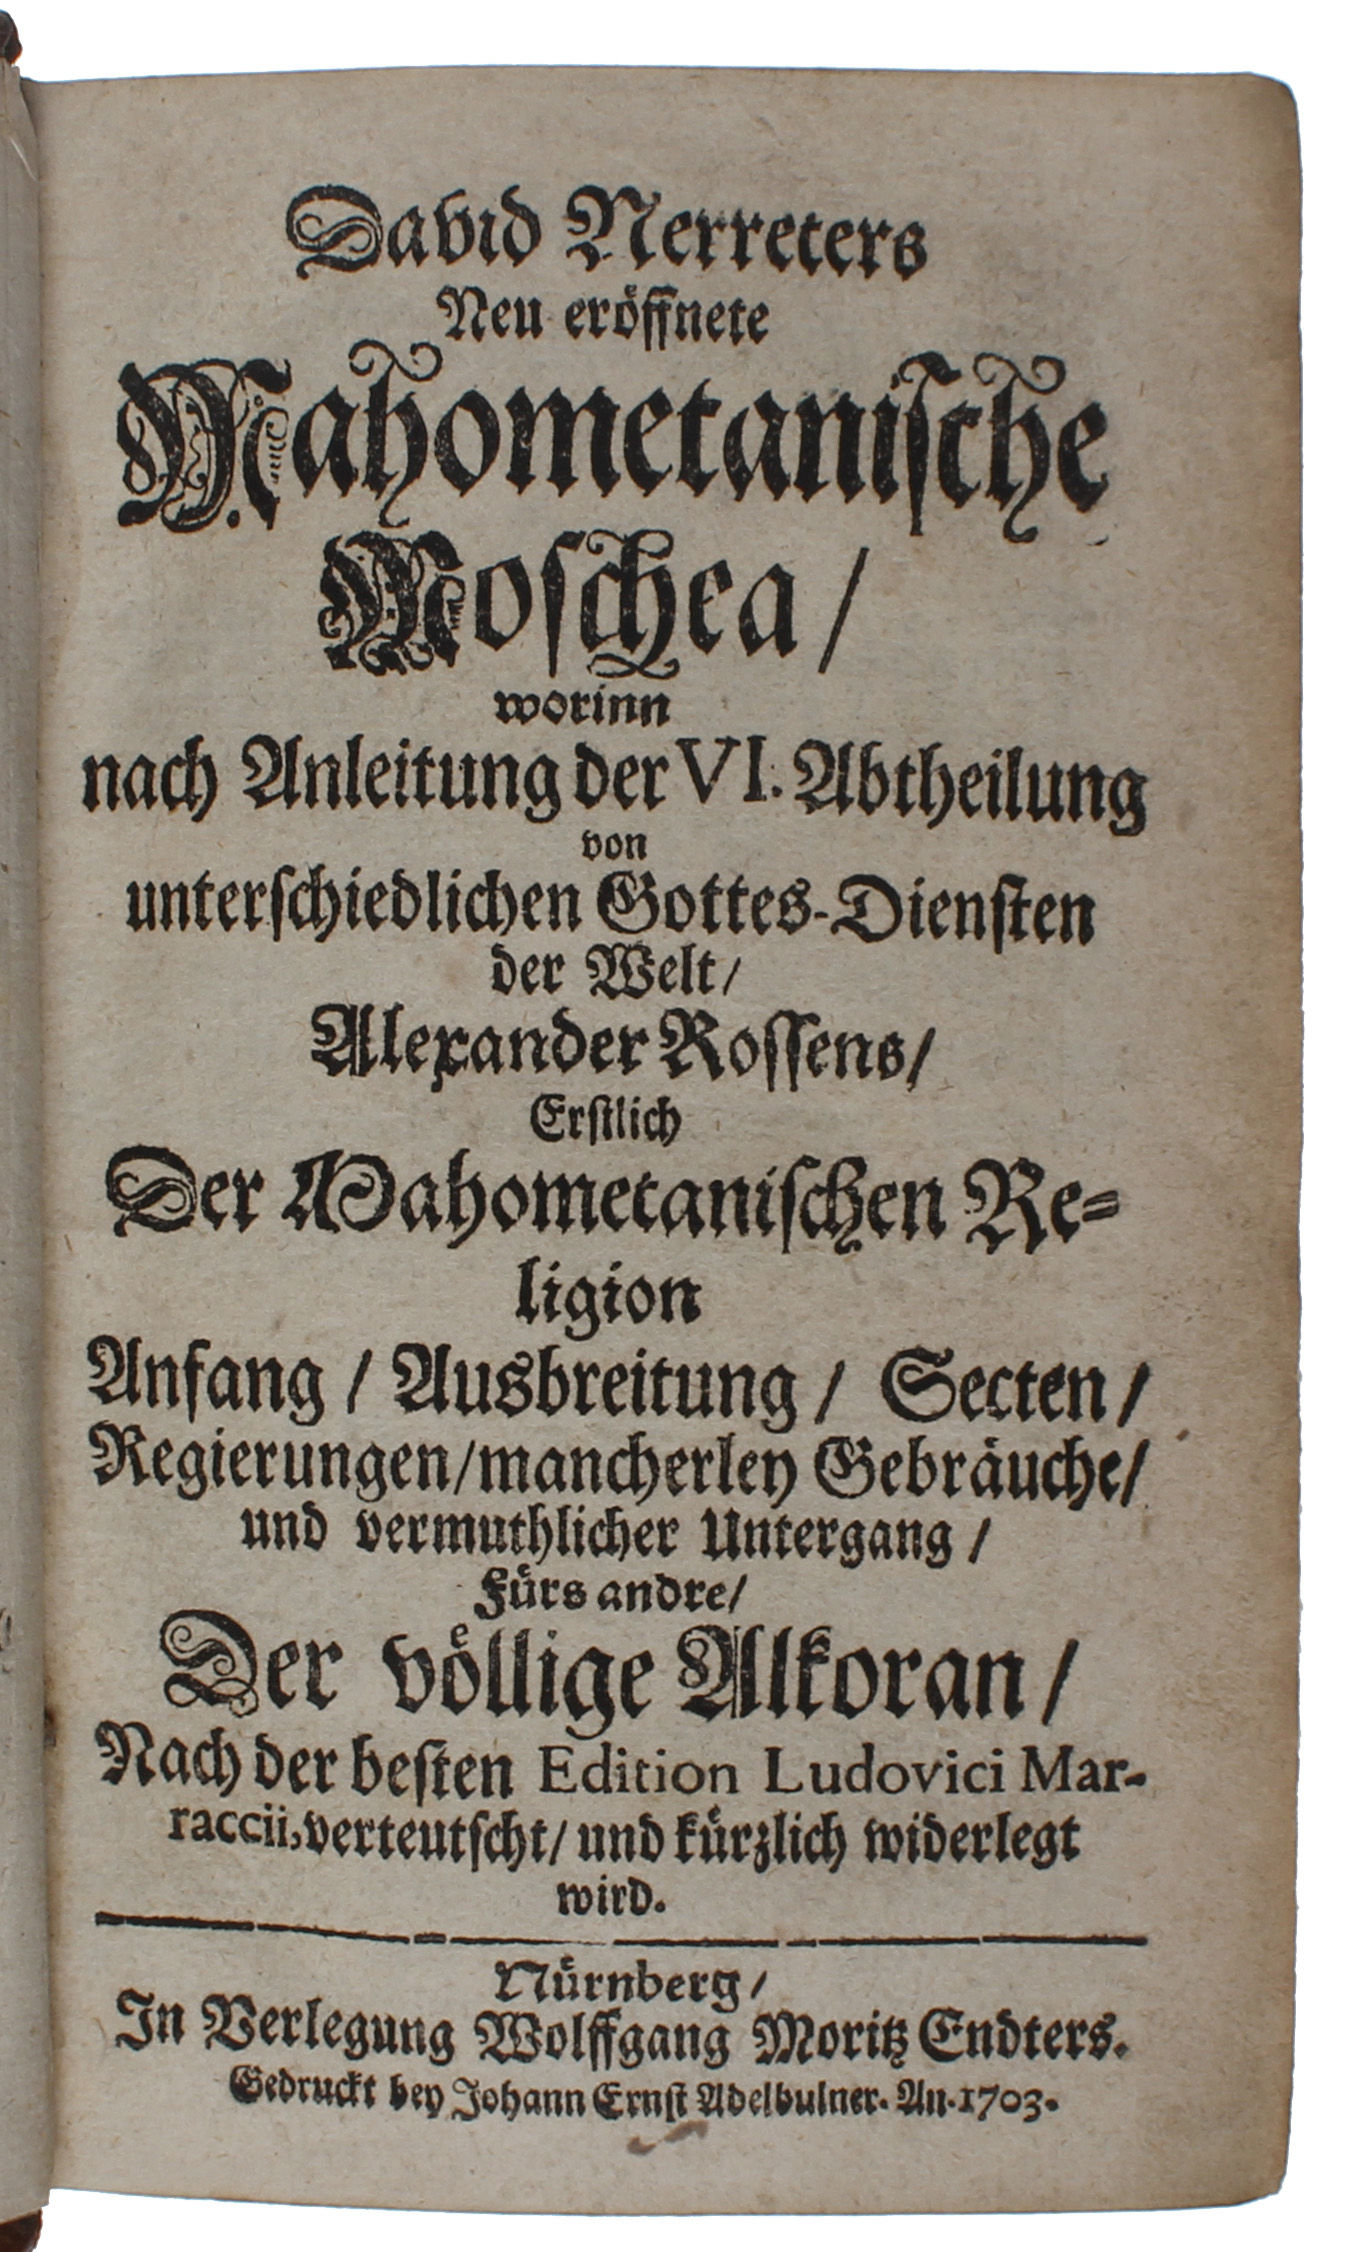 David Nerreters
Neu eröffnete
Mahometanische
Moschea/
worinn
nach Anleitung der VI. Abtheilung
von
unterschiedlichen Gottes-Diensten
der Welt/
Alexander Rossens/
Erstlich
Der Mahometanischen Re-
ligion
Anfang / Ausbreitung / Secten /
Regierungen/mancherley Gebräuche/
und vermuthlicher Untergang /
Fürs andre/
Der völlige Alkoran /
Nach der besten Edition Ludovici Mar-
raccii, verteutscht/ und kürzlich widerlegt
wird.
Nürnberg/
In Verlegung Wolffgang Moritz Endters.
Gedruckt bey Johann Ernst Adelbulner. An. 1703.